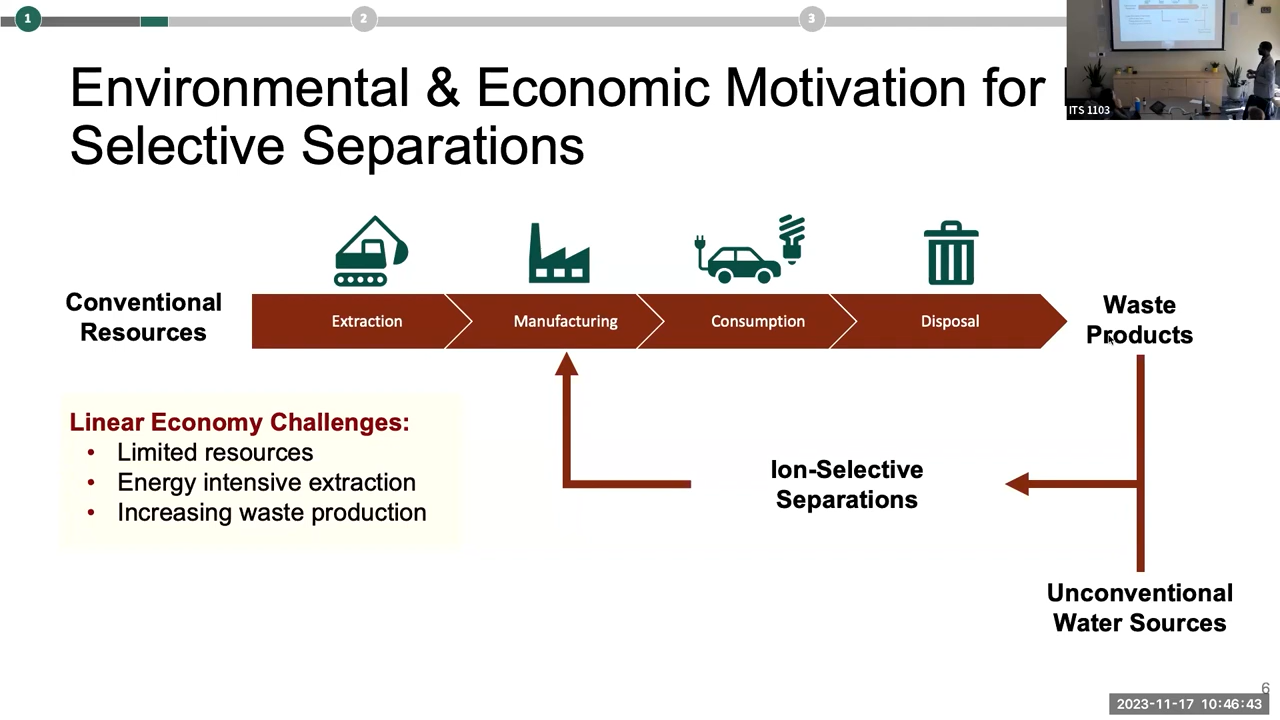 1
2
3
ITS 1103
Environmental & Economic Motivation for
Selective Separations
Conventional
Resources
Extraction
Manufacturing
Consumption
Disposal
Waste
Products
Linear Economy Challenges:
• Limited resources
• Energy intensive extraction
• Increasing waste production
Ion-Selective
Separations
Unconventional
Water Sources
6
2023-11-17 10:46:43